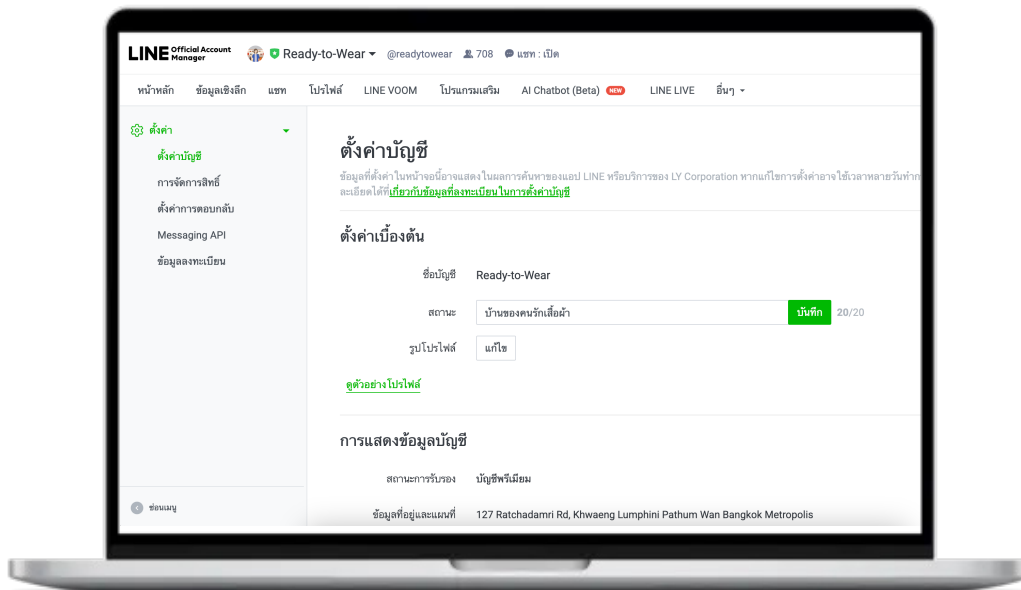 LINE Official Account Manager
Ready-to-Wear @readytowear 708 แชท : เปิด
หน้าหลัก ข้อมูลเชิงลึก แชท โปรไฟล์ LINE VOOM โปรแกรมเสริม AI Chatbot (Beta) NEW LINE LIVE อื่นๆ
ตั้งค่า
ตั้งค่าบัญชี
การจัดการสิทธิ์
ตั้งค่าการตอบกลับ
Messaging API
ข้อมูลลงทะเบียน
ซ่อนเมนู
ตั้งค่าบัญชี
ข้อมูลที่ตั้งค่าในหน้าจอนี้อาจแสดงในผลการค้นหาของแอป LINE หรือบริการของ LY Corporation หากแก้ไขการตั้งค่าอาจใช้เวลาหลายวันทำก
ละเอียดได้ที่เกี่ยวกับข้อมูลที่ลงทะเบียนในการตั้งค่าบัญชี
ตั้งค่าเบื้องต้น
ชื่อบัญชี Ready-to-Wear
สถานะ บ้านของคนรักเสื้อผ้า บันทึก 20/20
รูปโปรไฟล์ แก้ไข
ดูตัวอย่างโปรไฟล์
การแสดงข้อมูลบัญชี
สถานะการรับรอง บัญชีพรีเมียม
ข้อมูลที่อยู่และแผนที่ 127 Ratchadamri Rd, Khwaeng Lumphini Pathum Wan Bangkok Metropolis